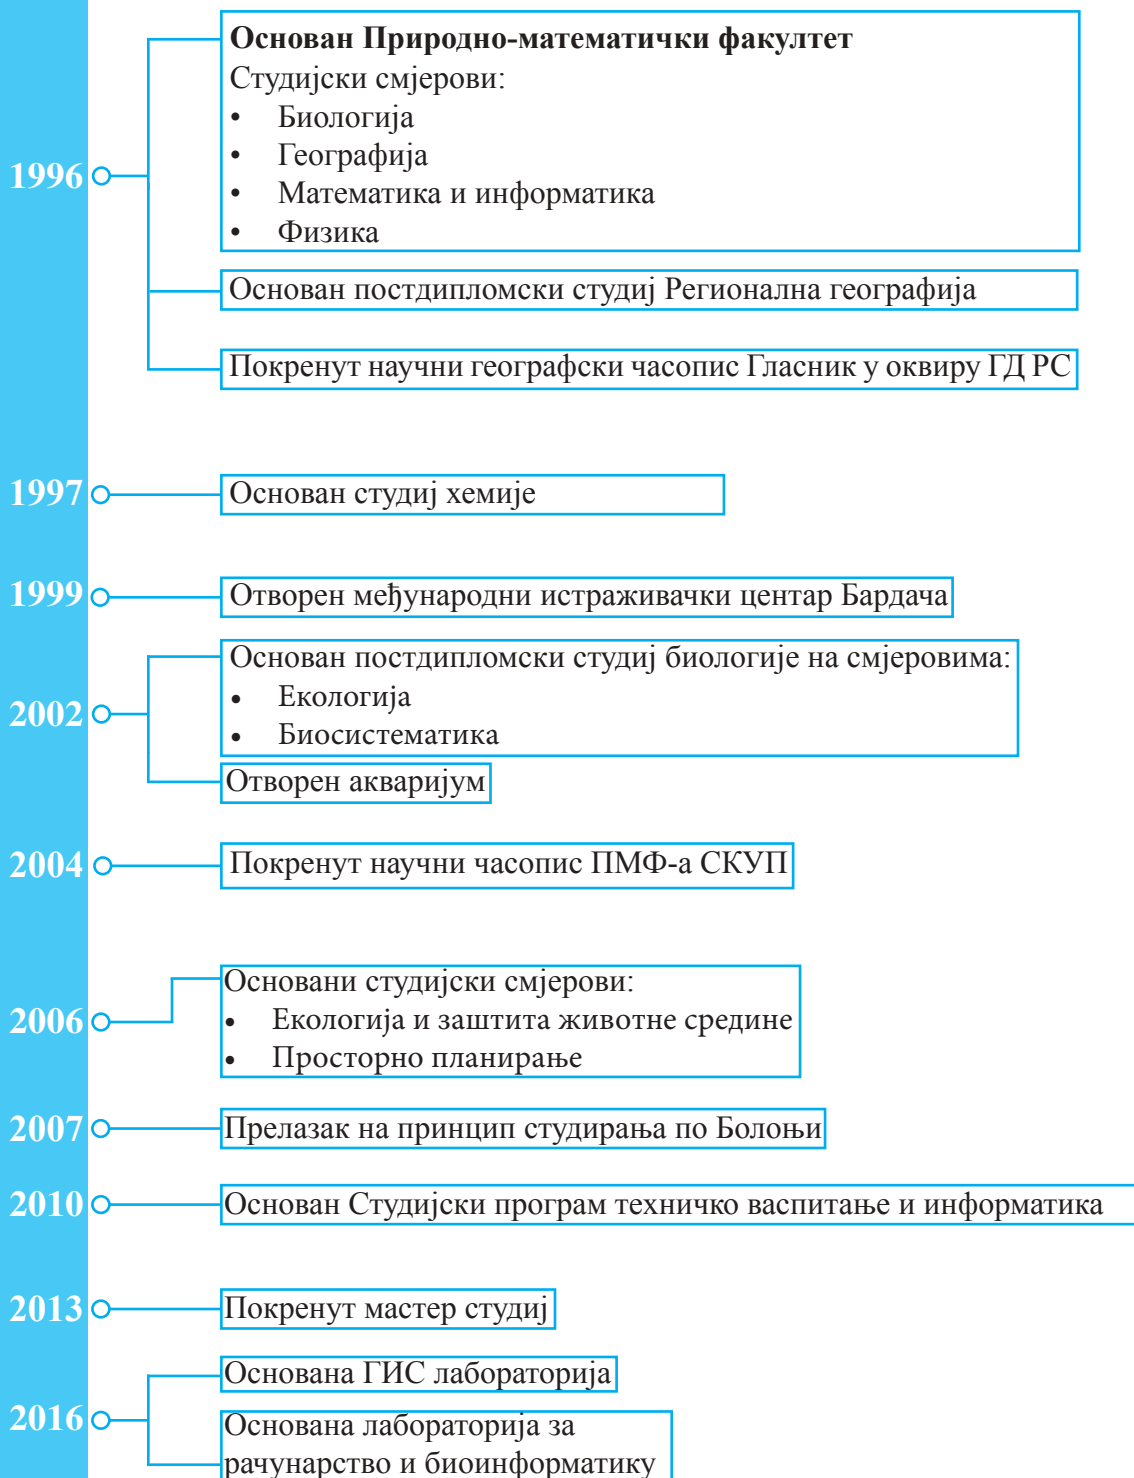 1996
Основан Природно-математички факултет
Студијски смјерови:
• Биологија
• Географија
• Математика и информатика
• Физика
Основан постдипломски студиј Регионална географија
Покренут научни географски часопис Гласник у оквиру ГД РС
1997
Основан студиј хемије
1999
Отворен међународни истраживачки центар Бардача
2002
Основан постдипломски студиј биологије на смјеровима:
• Екологија
• Биосистематика
Отворен акваријум
2004
Покренут научни часопис ПМФ-а СКУП
2006
Основани студијски смјерови:
• Екологија и заштита животне средине
• Просторно планирање
2007
Прелазак на принцип студирања по Болоњи
2010
Основан Студијски програм техничко васпитање и информатика
2013
Покренут мастер студиј
2016
Основана ГИС лабораторија
Основана лабораторија за
рачунарство и биоинформатику